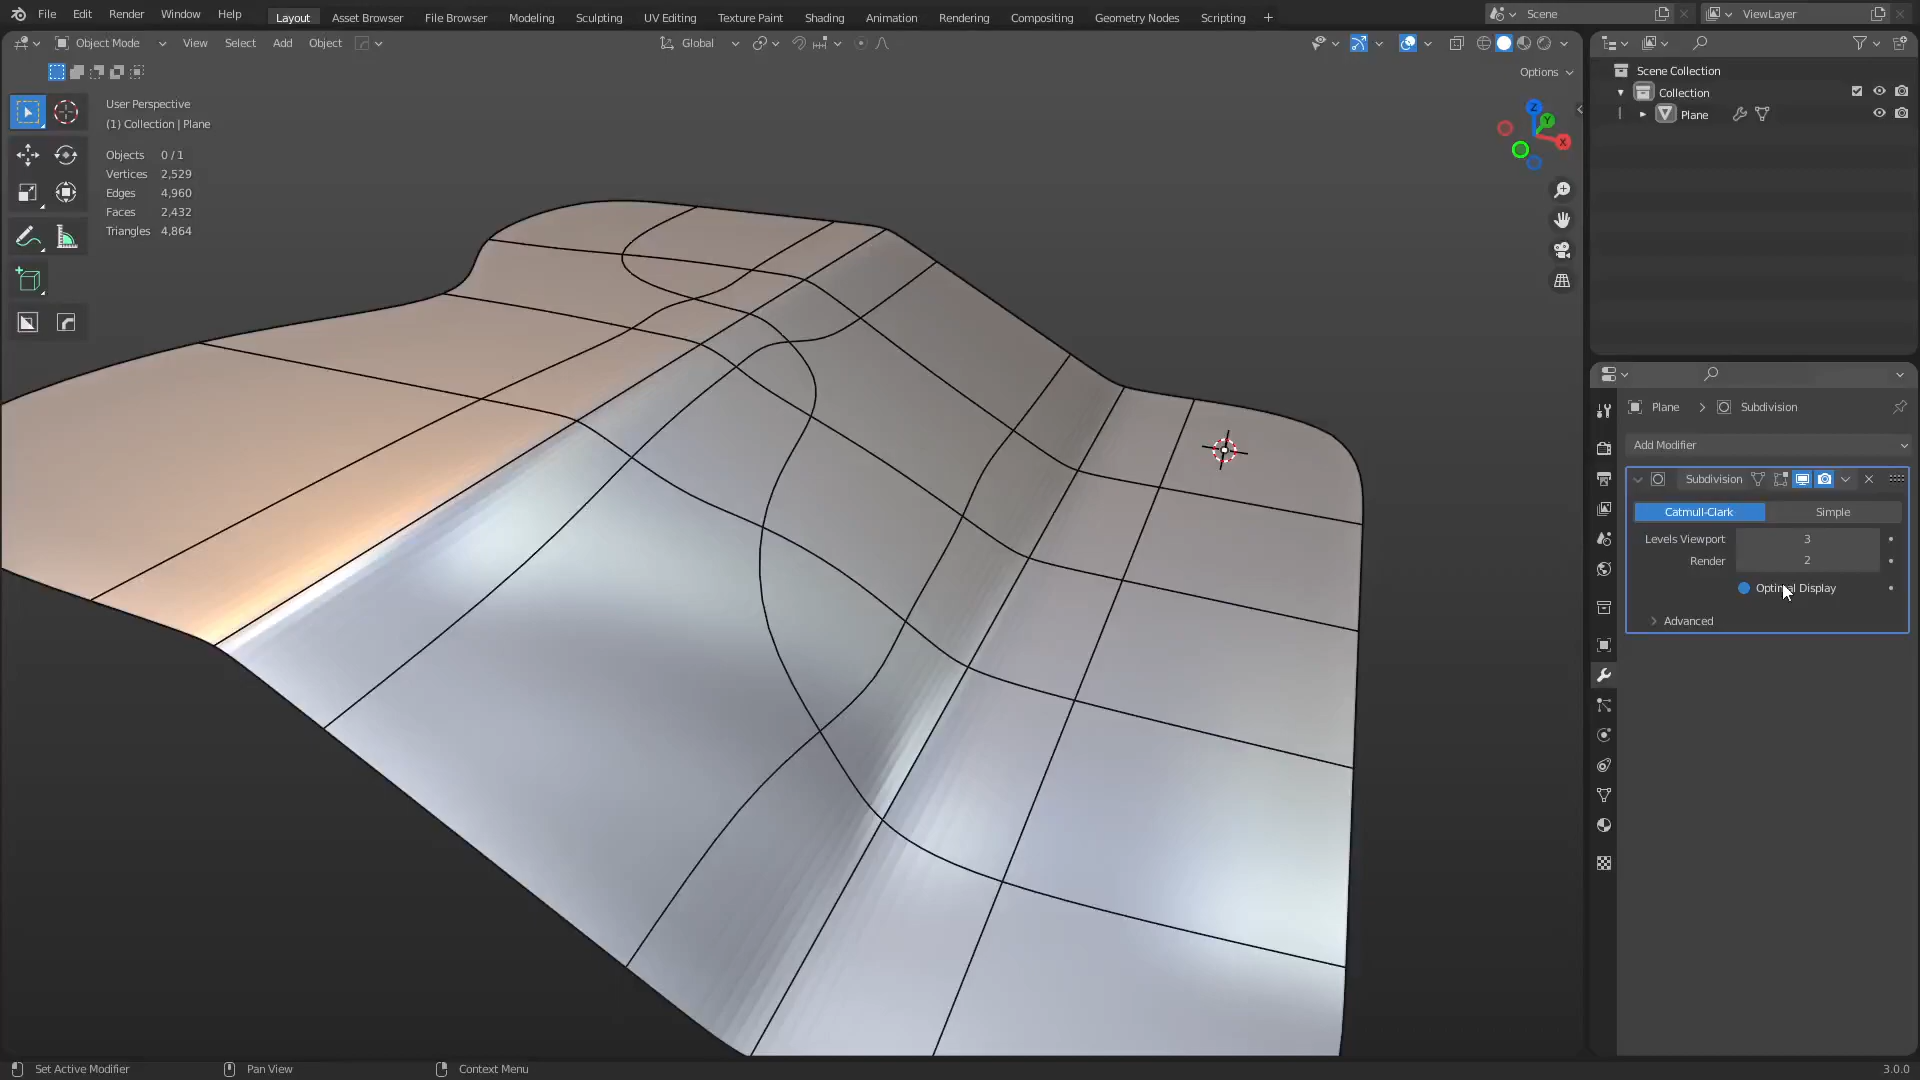 File Edit Render Window Help
Layout Asset Browser File Browser Modeling Sculpting UV Editing Texture Paint Shading Animation Rendering Compositing Geometry Nodes Scripting +
Scene
ViewLayer
Object Mode View Select Add Object
Global
Options
User Perspective
(1) Collection | Plane
Objects 0 / 1
Vertices 2,529
Edges 4,960
Faces 2,432
Triangles 4,864
Z
Y
X
Scene Collection
Collection
Plane
Plane > Subdivision
Add Modifier
Subdivision
Catmull-Clark Simple
Levels Viewport 3
Render 2
Optimal Display
Advanced
Set Active Modifier Pan View Context Menu 3.0.0